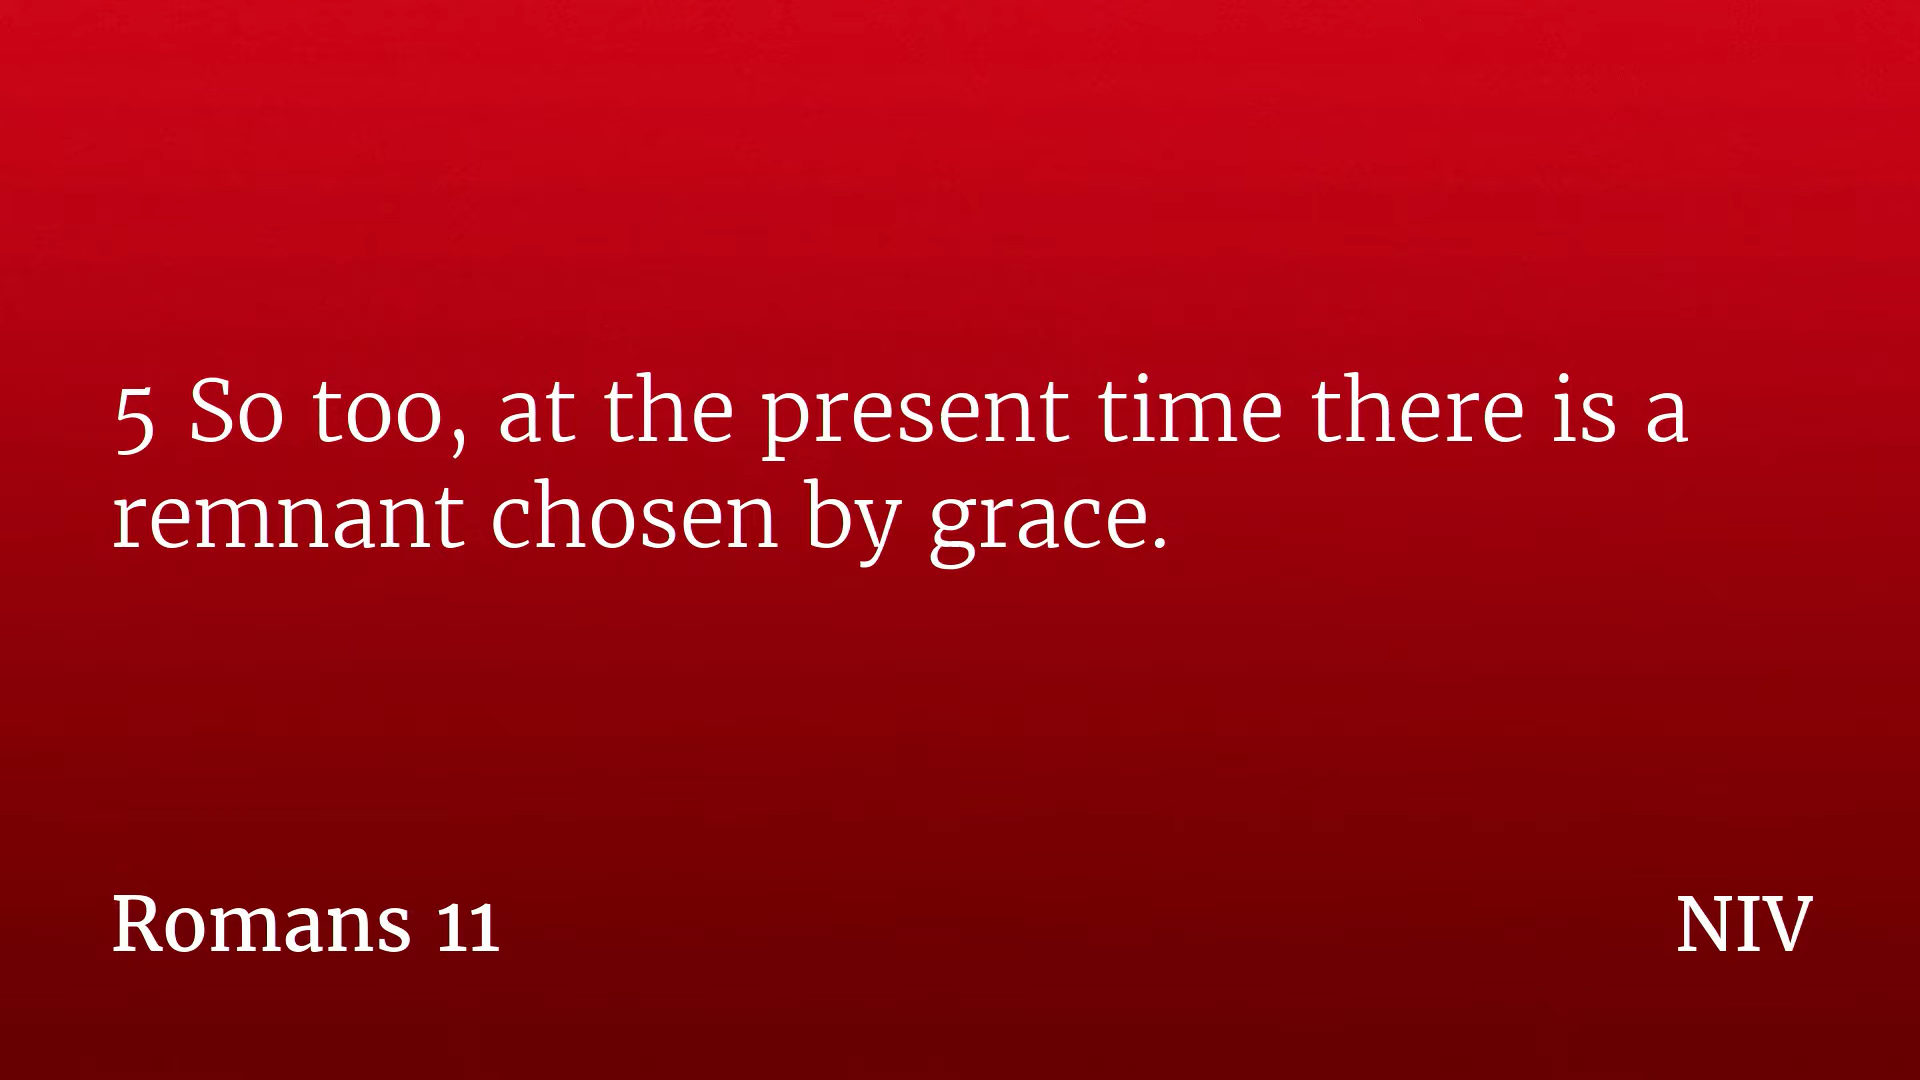 5 So too, at the present time there is a
remnant chosen by grace.
Romans 11
NIV